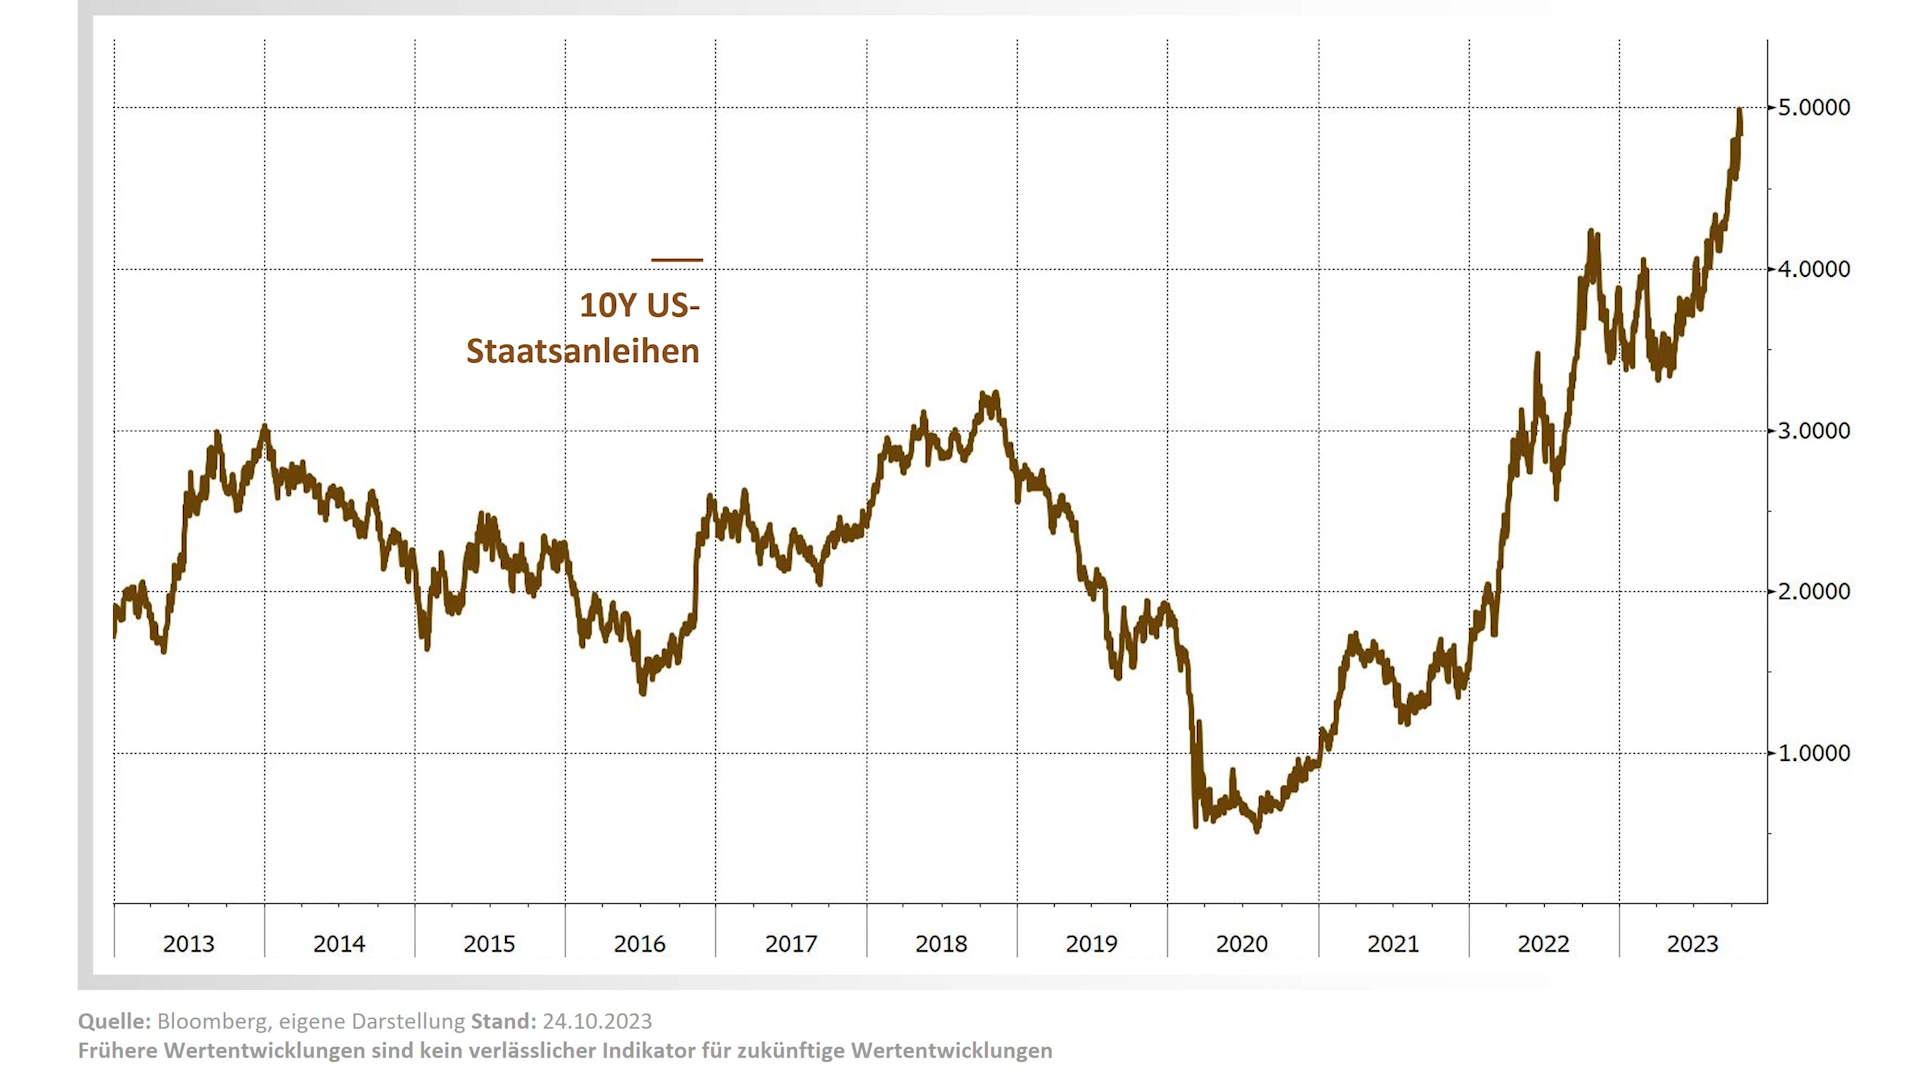 5.0000
4.0000
10Y US-
Staatsanleihen
3.0000
2.0000
1.0000
2013 2014 2015 2016 2017 2018 2019 2020 2021 2022 2023
Quelle: Bloomberg, eigene Darstellung Stand: 24.10.2023
Frühere Wertentwicklungen sind kein verlässlicher Indikator für zukünftige Wertentwicklungen